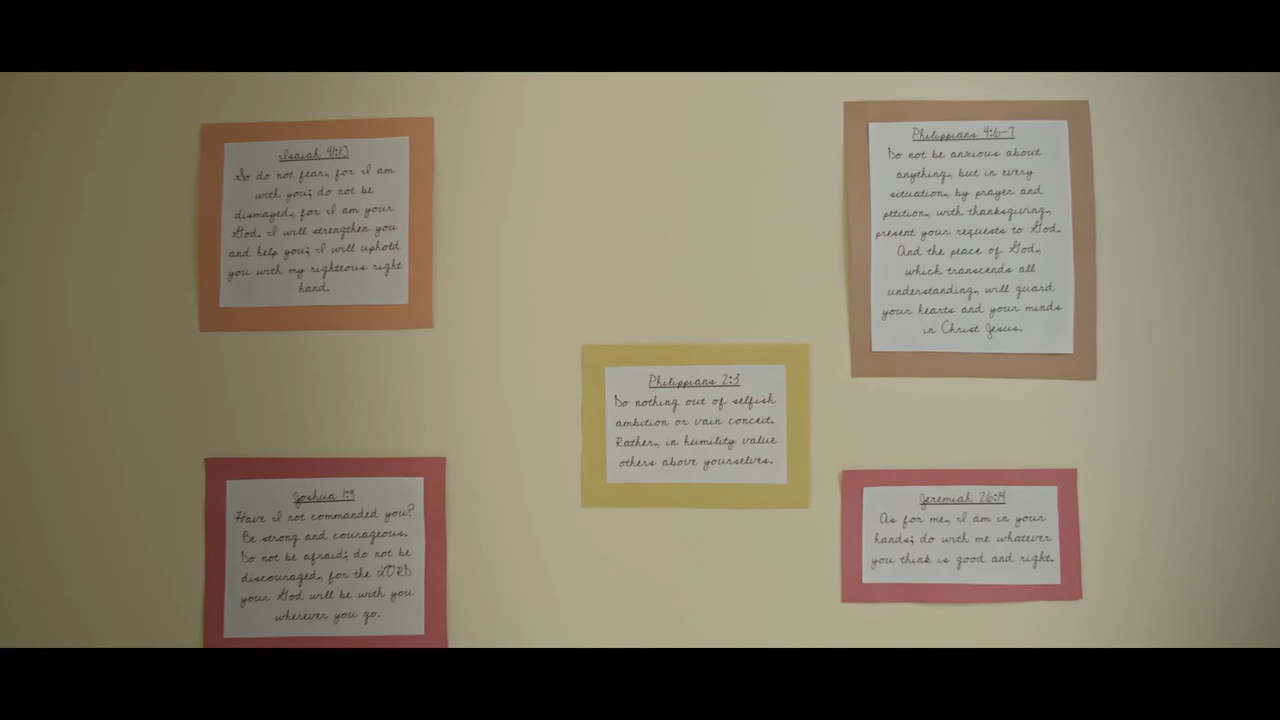 Isaiah 41:10
So do not fear, for I am
with you; do not be
dismayed, for I am your
God. I will strengthen you
and help you; I will uphold
you with my righteous right
hand.
Philippians 4:6-7
Do not be anxious about
anything, but in every
situation, by prayer and
petition, with thanksgiving,
present your requests to God.
And the peace of God,
which transcends all
understanding, will guard
your hearts and your minds
in Christ Jesus.
Philippians 2:3
Do nothing out of selfish
ambition or vain conceit.
Rather, in humility value
others above yourselves.
Joshua 1:9
Have I not commanded you?
Be strong and courageous.
Do not be afraid; do not be
discouraged, for the LORD
your God will be with you
wherever you go.
Jeremiah 26:14
As for me, I am in your
hands; do with me whatever
you think is good and right.